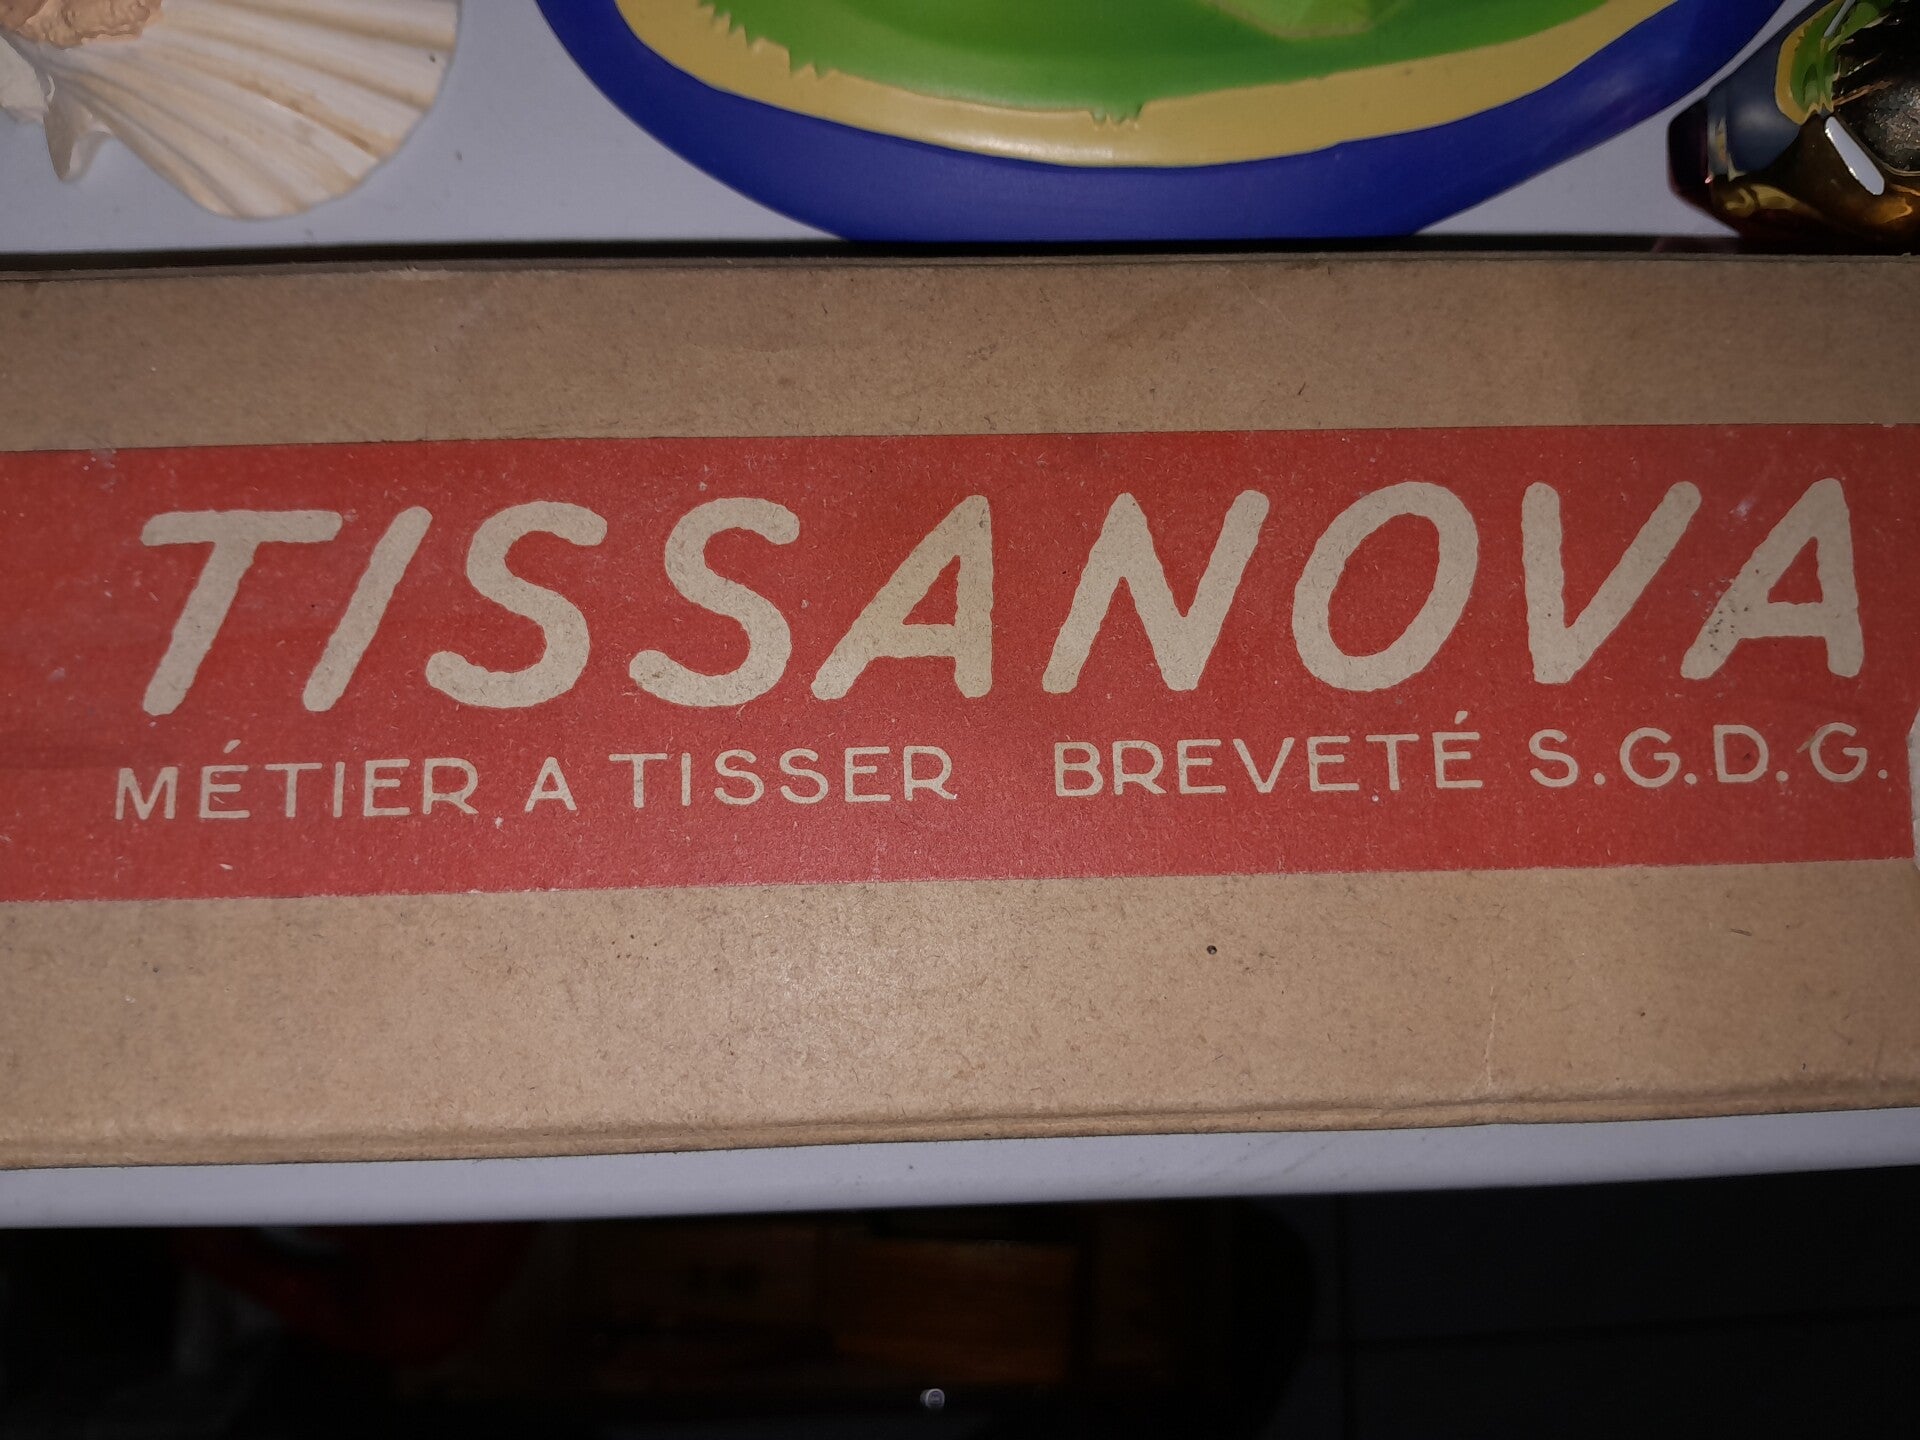 TISSANOVA
MÉTIER A TISSER BREVETÉ S.G.D.G.